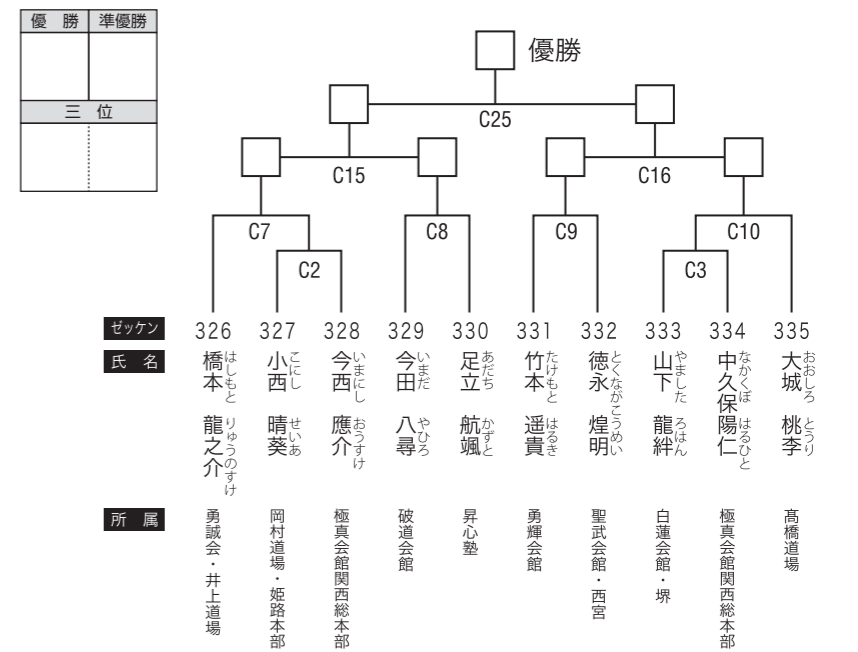 優 勝 準優勝
三 位
優勝
C25
C15 C16
C7 C8 C9 C10
C2 C3
ゼッケン 326 327 328 329 330 331 332 333 334 335
氏 名
橋本 龍之介
はしもと りゅうのすけ
小西 晴葵
こにし せいあ
今西 應介
いまにし おうすけ
今田 八尋
いまだ やひろ
足立 航颯
あだち かずと
竹本 遥貴
たけもと はるき
徳永 煌明
とくなが こうめい
山下 龍絆
やました ろはん
中久保 陽仁
なかくぼ はるひと
大城 桃李
おおしろ とうり
所 属
勇誠会・井上道場
岡村道場・姫路本部
極真会館関西総本部
破道会館
昇心塾
勇輝会館
聖武会館・西宮
白蓮会館・堺
極真会館関西総本部
髙橋道場